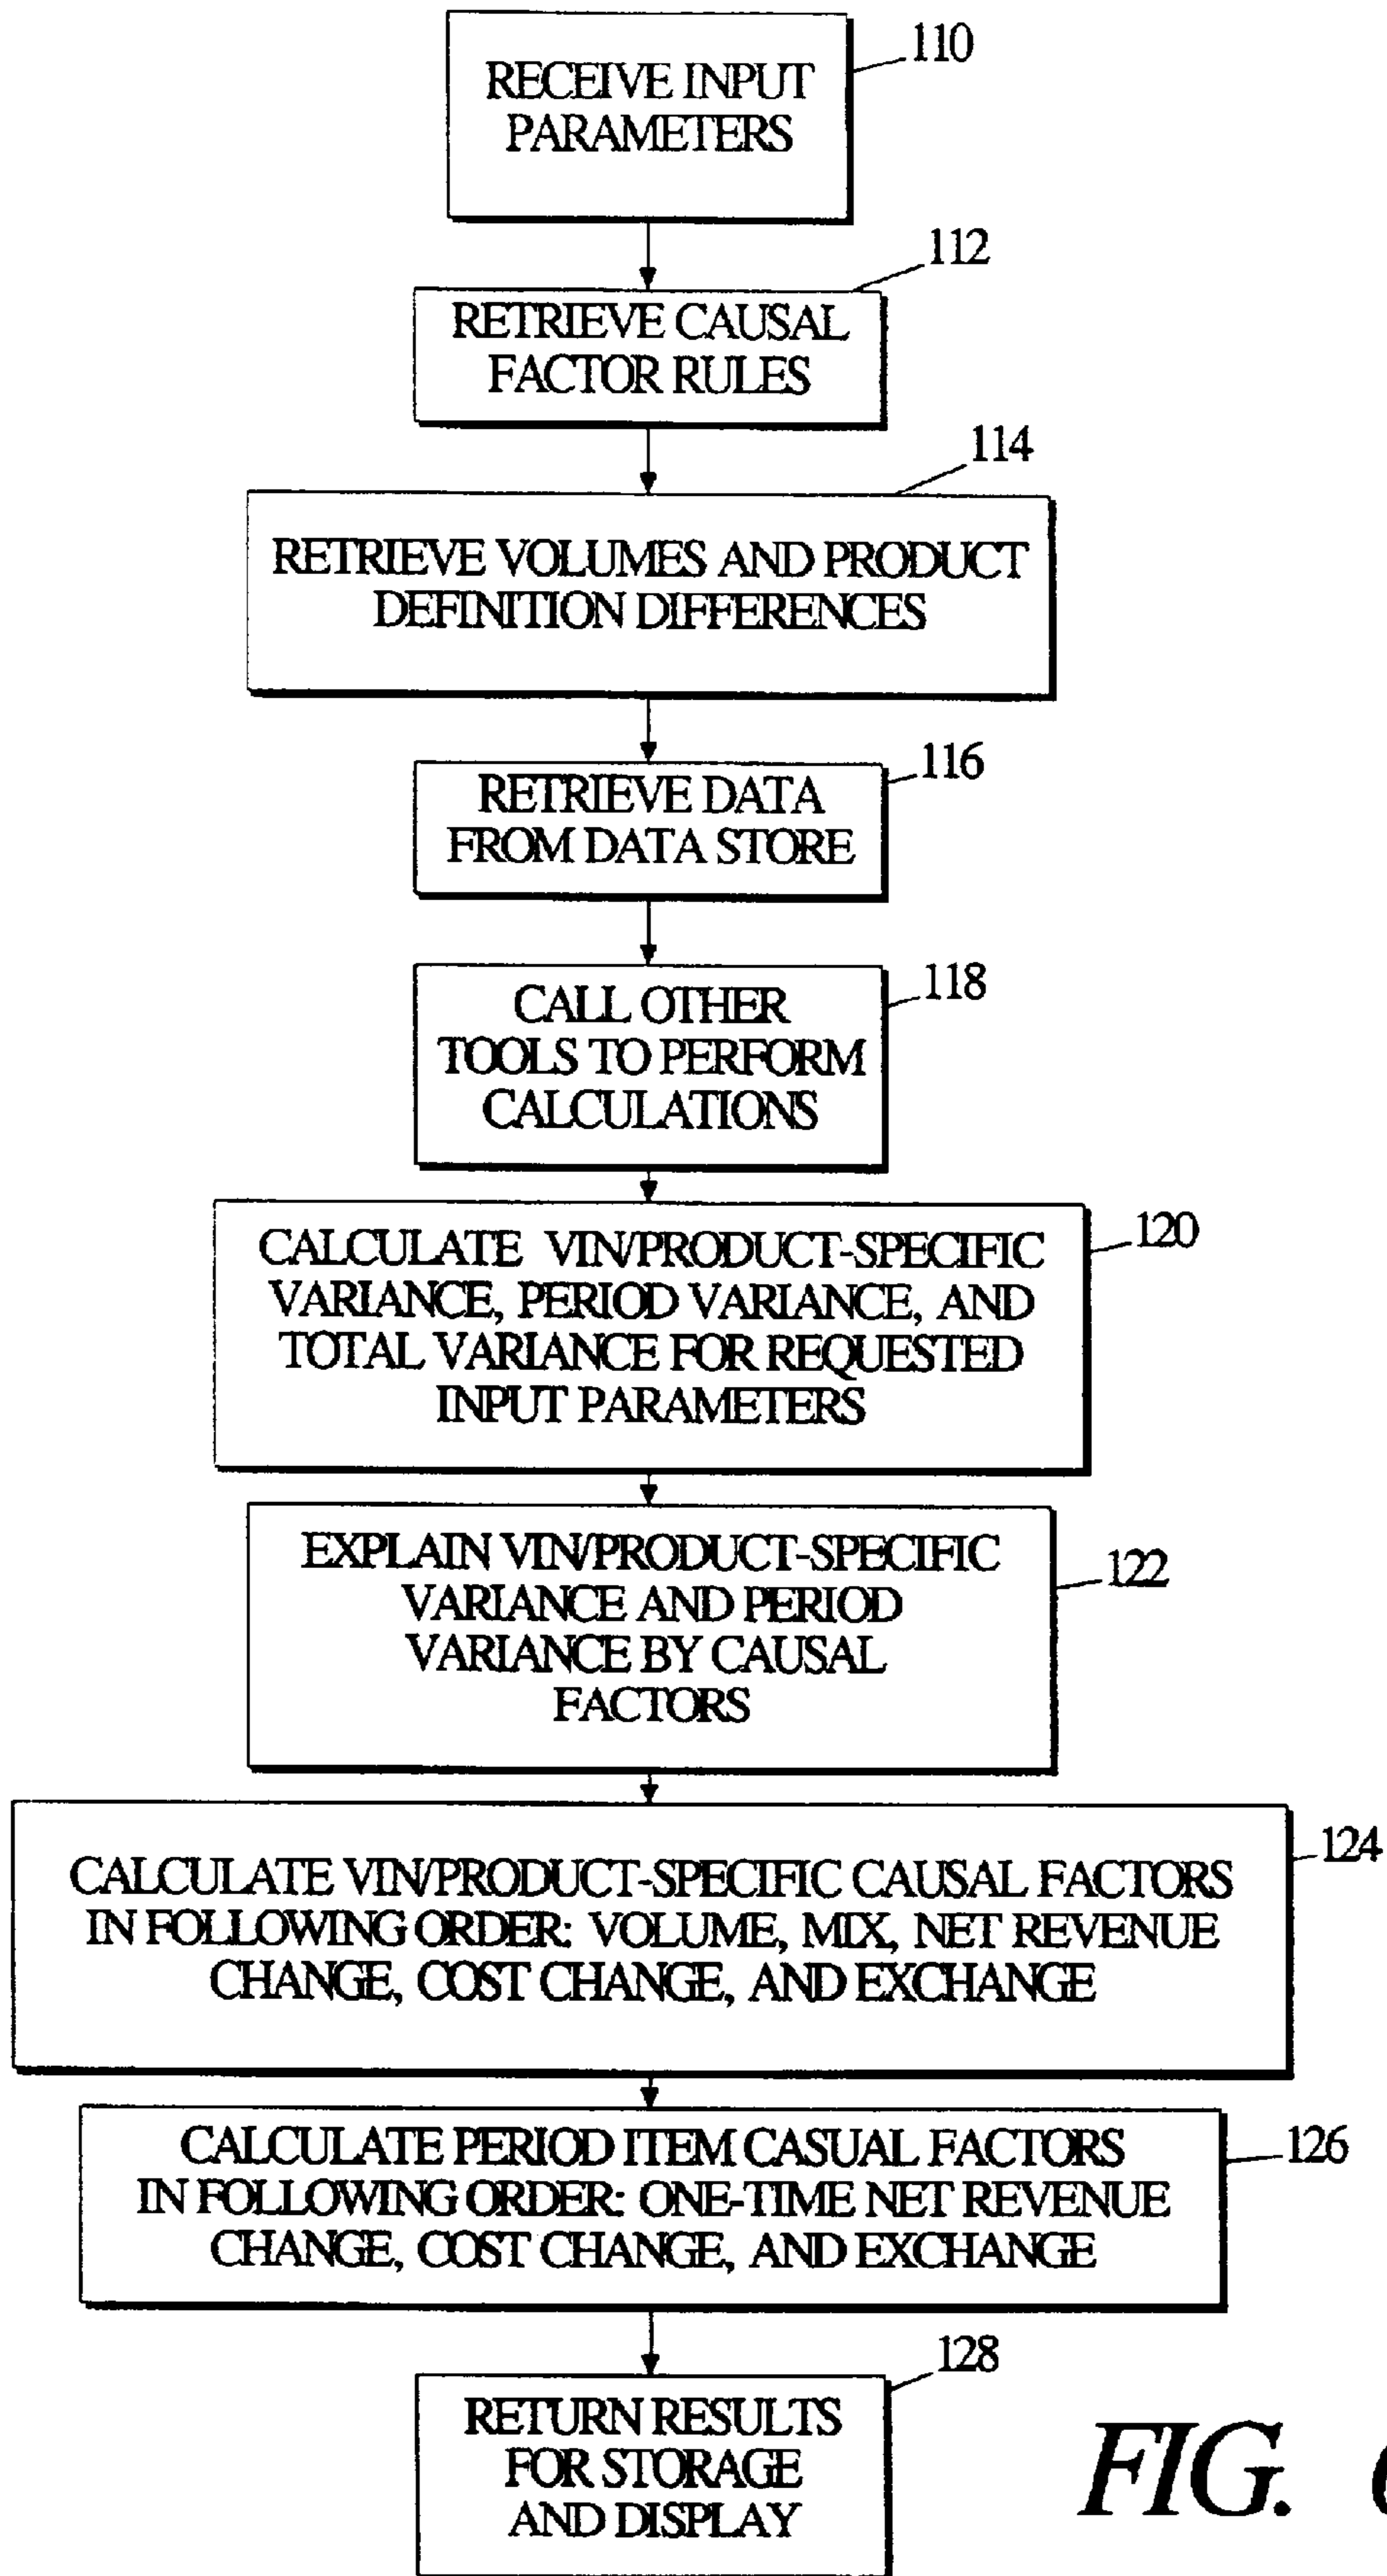 110
RECEIVE INPUT
PARAMETERS
112
RETRIEVE CAUSAL
FACTOR RULES
114
RETRIEVE VOLUMES AND PRODUCT
DEFINITION DIFFERENCES
116
RETRIEVE DATA
FROM DATA STORE
118
CALL OTHER
TOOLS TO PERFORM
CALCULATIONS
120
CALCULATE VIN/PRODUCT-SPECIFIC
VARIANCE, PERIOD VARIANCE, AND
TOTAL VARIANCE FOR REQUESTED
INPUT PARAMETERS
122
EXPLAIN VIN/PRODUCT-SPECIFIC
VARIANCE AND PERIOD
VARIANCE BY CAUSAL
FACTORS
124
CALCULATE VIN/PRODUCT-SPECIFIC CAUSAL FACTORS
IN FOLLOWING ORDER: VOLUME, MIX, NET REVENUE
CHANGE, COST CHANGE, AND EXCHANGE
126
CALCULATE PERIOD ITEM CASUAL FACTORS
IN FOLLOWING ORDER: ONE-TIME NET REVENUE
CHANGE, COST CHANGE, AND EXCHANGE
128
RETURN RESULTS
FOR STORAGE
AND DISPLAY
FIG.